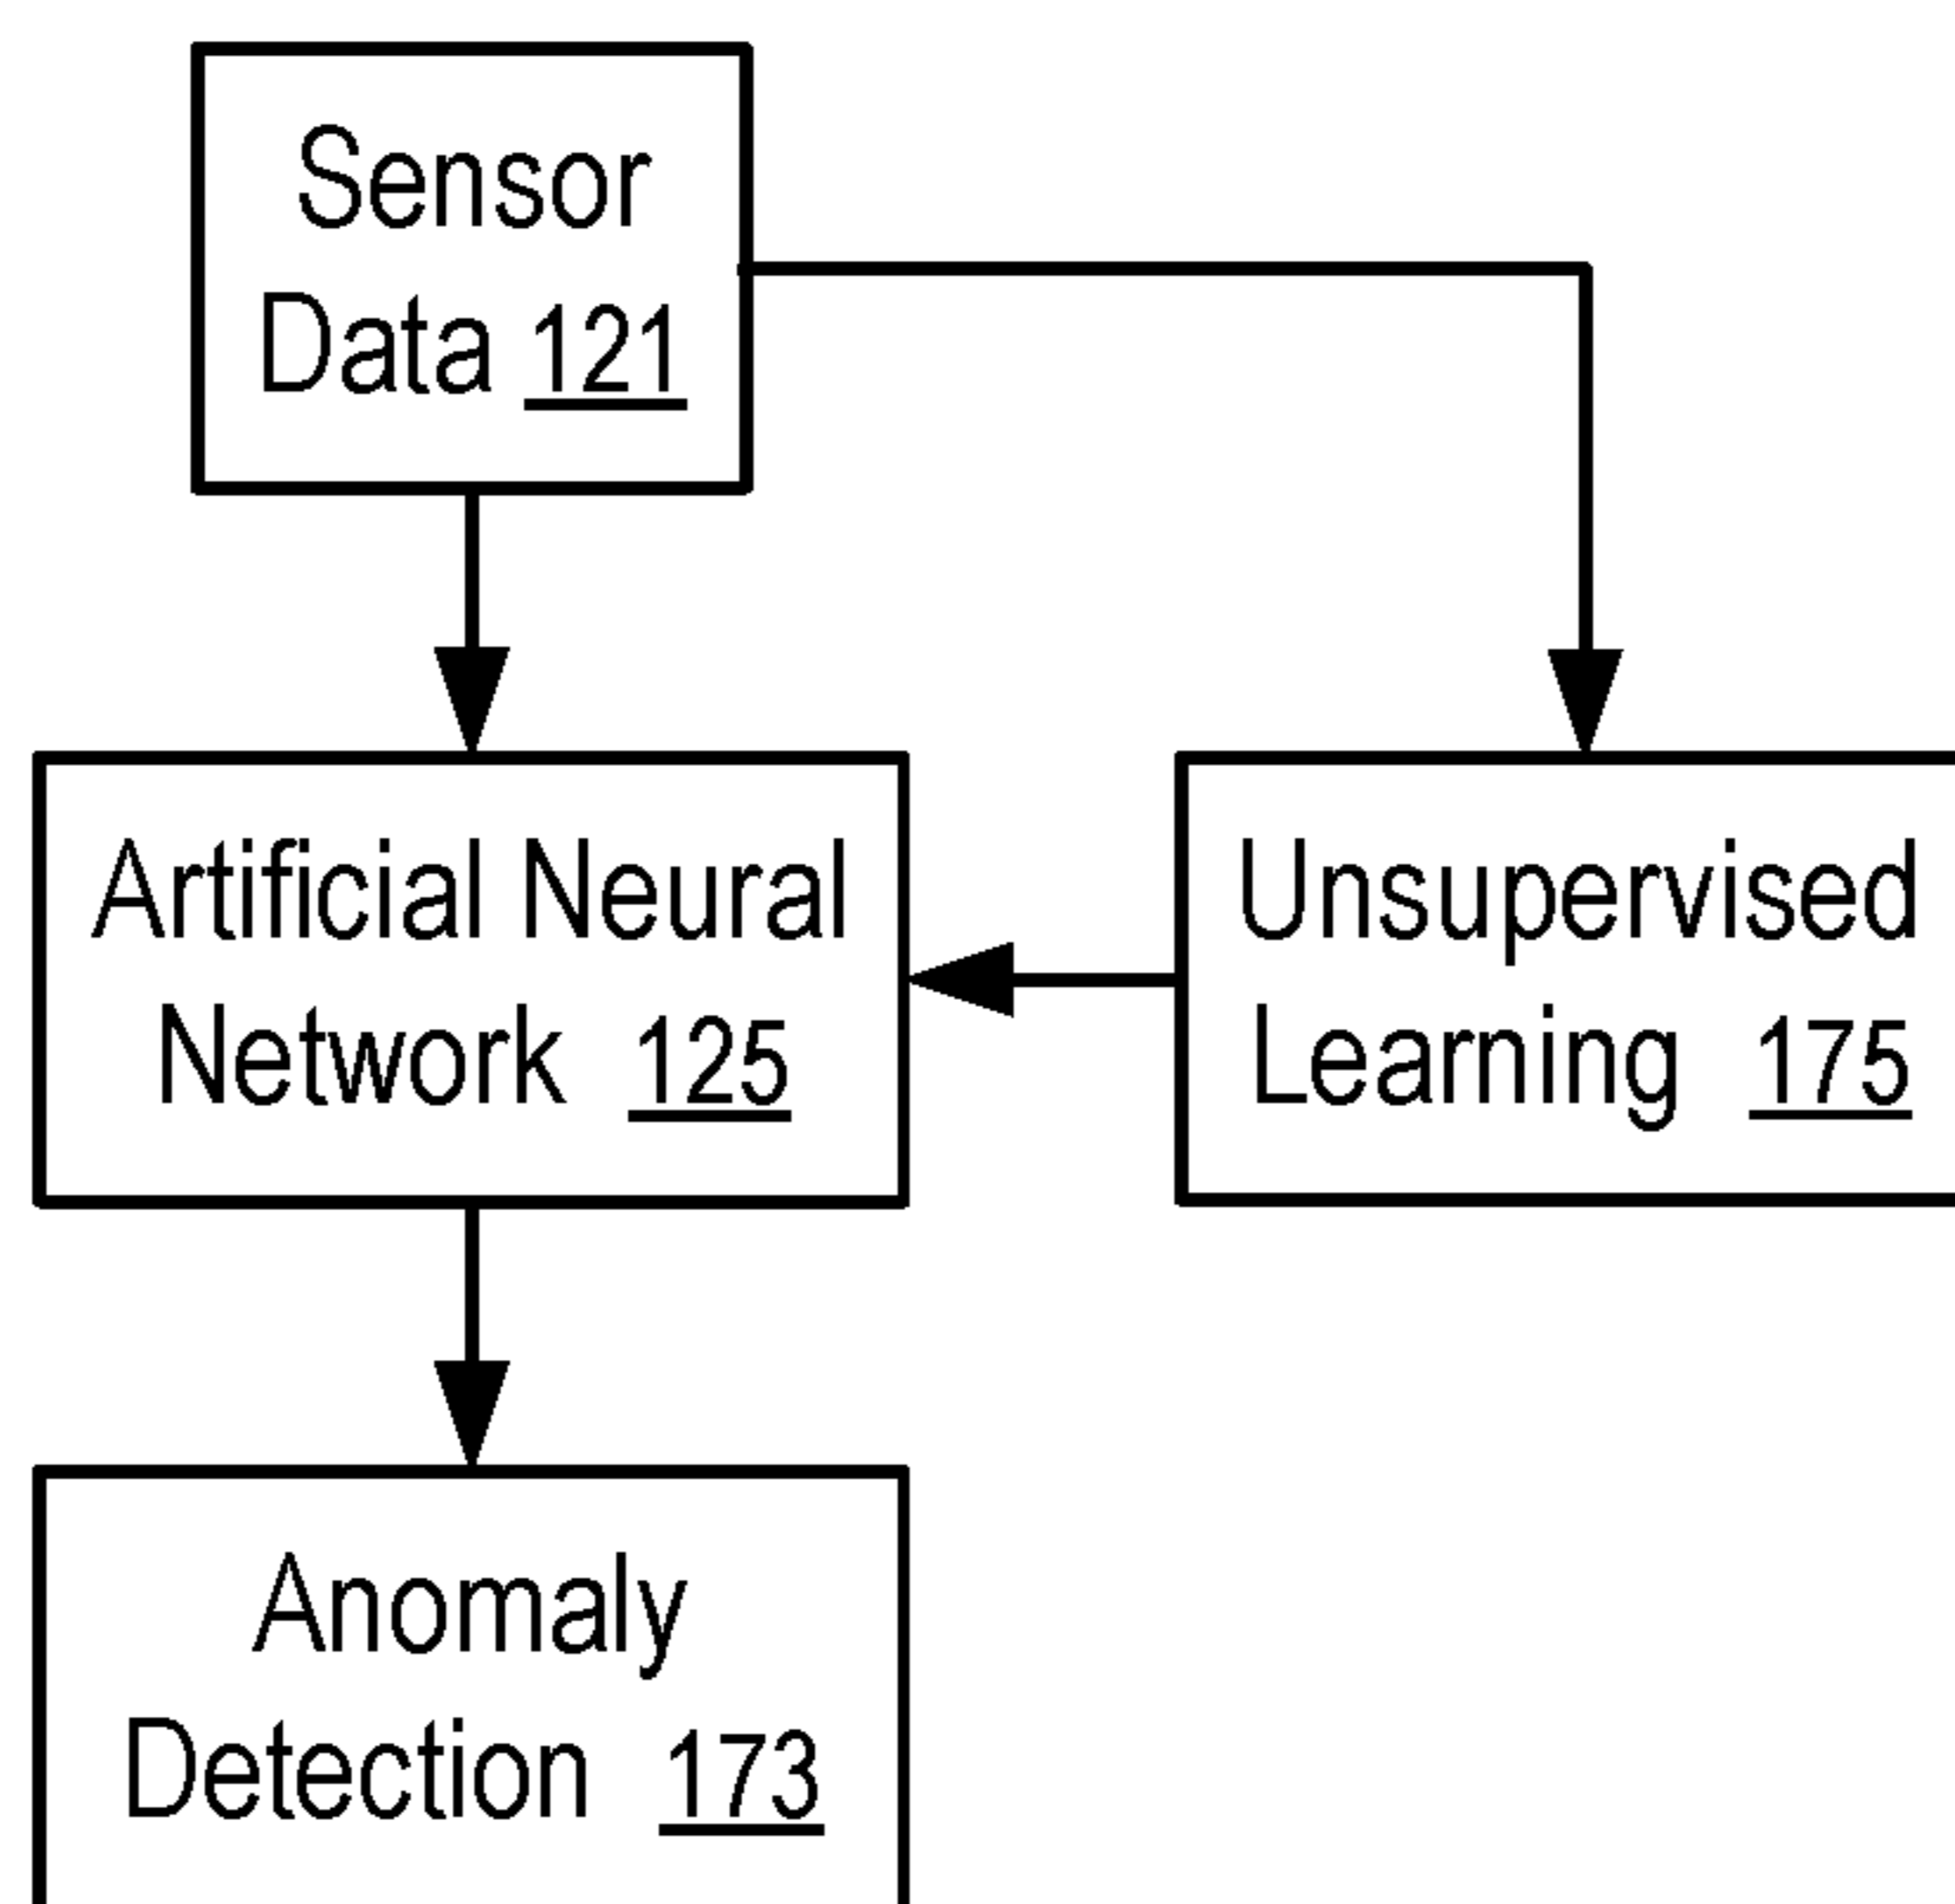 Sensor
Data 121
Artificial Neural
Network 125
Unsupervised
Learning 175
Anomaly
Detection 173